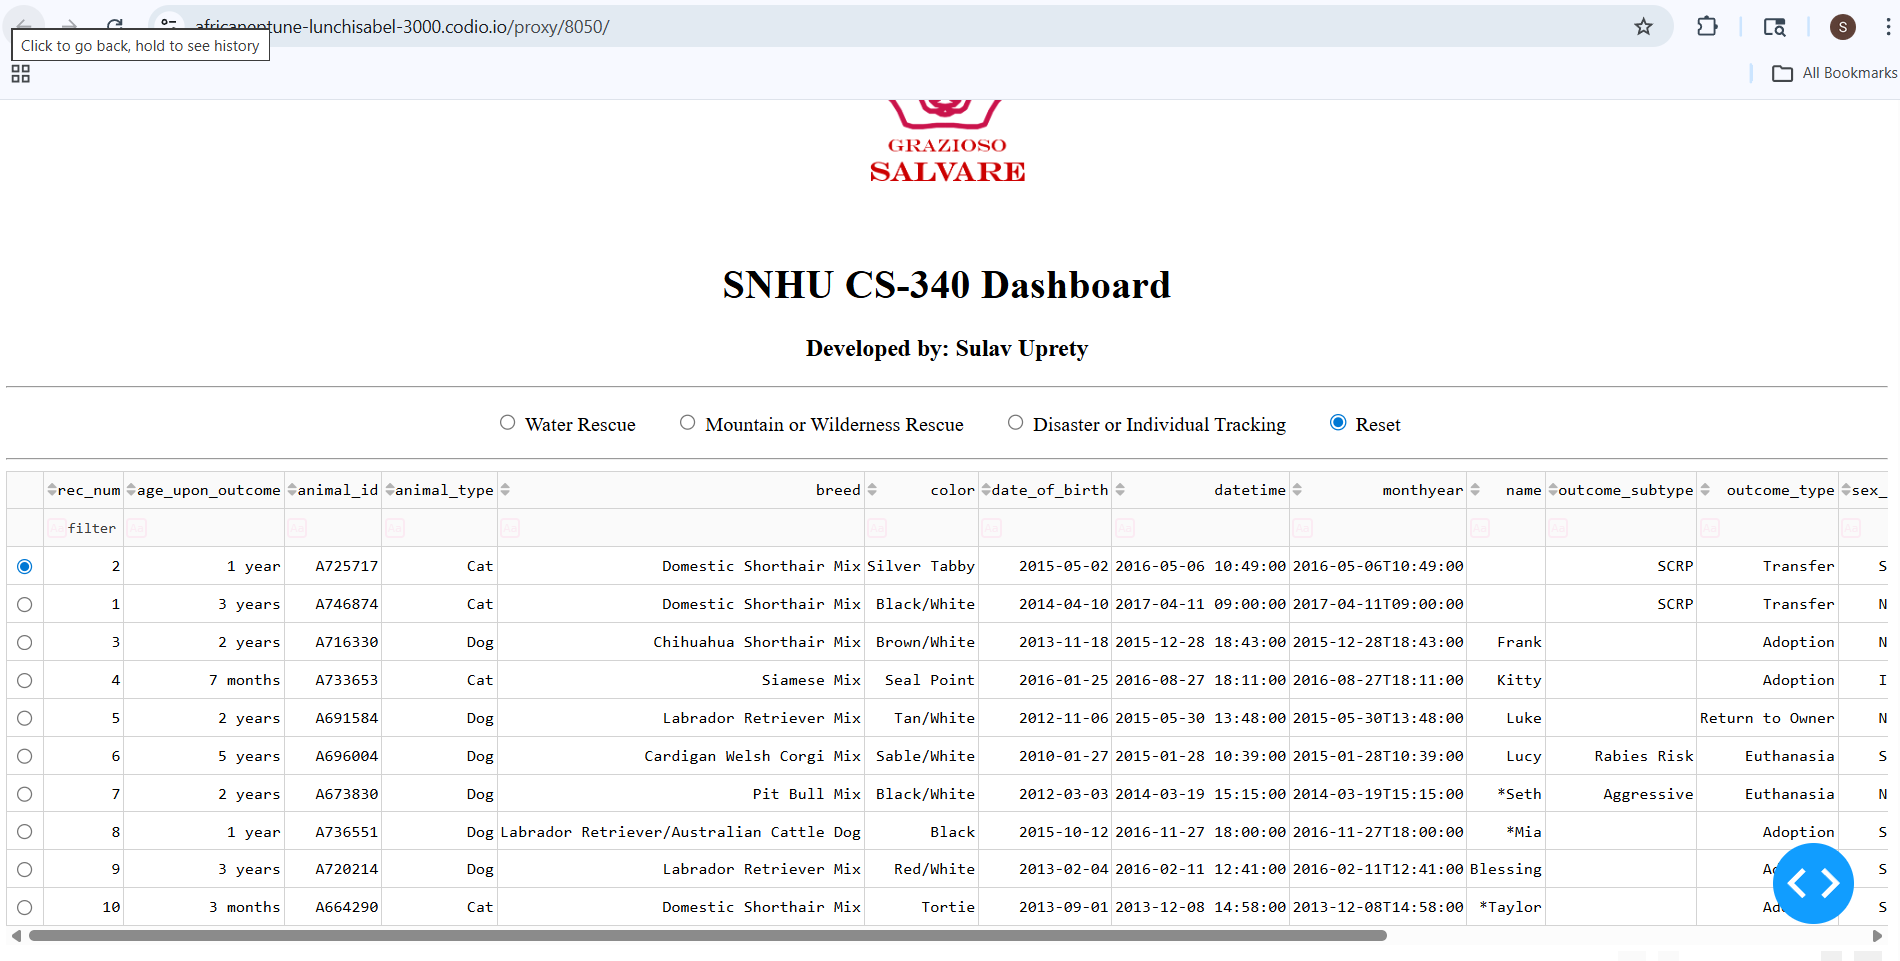 africaneptune-lunchisabel-3000.codio.io/proxy/8050/
S
Click to go back, hold to see history
All Bookmarks
GRAZIOSO
SALVARE
SNHU CS-340 Dashboard
Developed by: Sulav Uprety
Water Rescue Mountain or Wilderness Rescue Disaster or Individual Tracking Reset
rec_num age_upon_outcome animal_id animal_type breed color date_of_birth datetime monthyear name outcome_subtype outcome_type sex_
Aa filter Aa Aa Aa Aa Aa Aa Aa Aa Aa Aa Aa Aa
2 1 year A725717 Cat Domestic Shorthair Mix Silver Tabby 2015-05-02 2016-05-06 10:49:00 2016-05-06T10:49:00 SCRP Transfer S
1 3 years A746874 Cat Domestic Shorthair Mix Black/White 2014-04-10 2017-04-11 09:00:00 2017-04-11T09:00:00 SCRP Transfer N
3 2 years A716330 Dog Chihuahua Shorthair Mix Brown/White 2013-11-18 2015-12-28 18:43:00 2015-12-28T18:43:00 Frank Adoption N
4 7 months A733653 Cat Siamese Mix Seal Point 2016-01-25 2016-08-27 18:11:00 2016-08-27T18:11:00 Kitty Adoption I
5 2 years A691584 Dog Labrador Retriever Mix Tan/White 2012-11-06 2015-05-30 13:48:00 2015-05-30T13:48:00 Luke Return to Owner N
6 5 years A696004 Dog Cardigan Welsh Corgi Mix Sable/White 2010-01-27 2015-01-28 10:39:00 2015-01-28T10:39:00 Lucy Rabies Risk Euthanasia S
7 2 years A673830 Dog Pit Bull Mix Black/White 2012-03-03 2014-03-19 15:15:00 2014-03-19T15:15:00 *Seth Aggressive Euthanasia N
8 1 year A736551 Dog Labrador Retriever/Australian Cattle Dog Black 2015-10-12 2016-11-27 18:00:00 2016-11-27T18:00:00 *Mia Adoption S
9 3 years A720214 Dog Labrador Retriever Mix Red/White 2013-02-04 2016-02-11 12:41:00 2016-02-11T12:41:00 Blessing S
10 3 months A664290 Cat Domestic Shorthair Mix Tortie 2013-09-01 2013-12-08 14:58:00 2013-12-08T14:58:00 *Taylor S